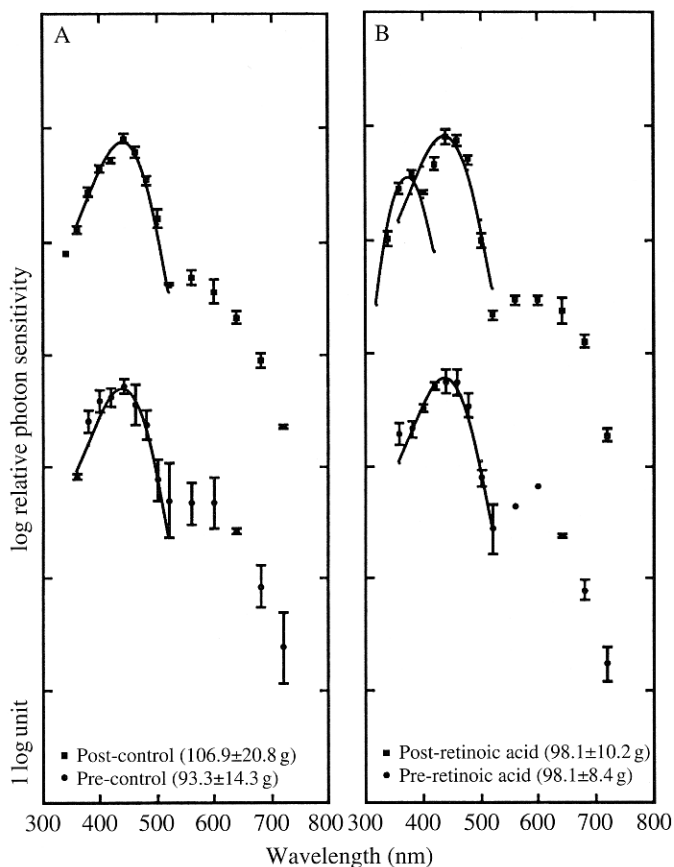 A
B
log relative photon sensitivity
1 log unit
Post-control (106.9±20.8 g)
Pre-control (93.3±14.3 g)
Post-retinoic acid (98.1±10.2 g)
Pre-retinoic acid (98.1±8.4 g)
300 400 500 600 700 800
300 400 500 600 700 800
Wavelength (nm)